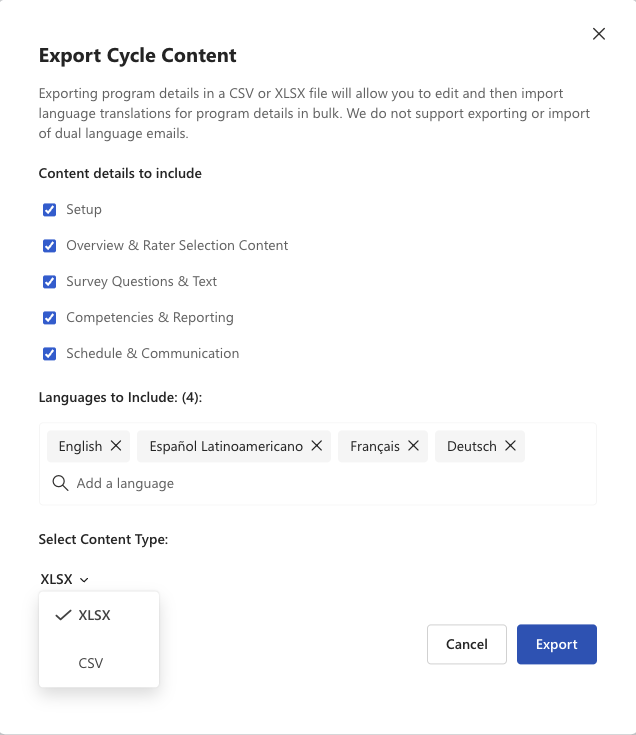 Export Cycle Content
Exporting program details in a CSV or XLSX file will allow you to edit and then import
language translations for program details in bulk. We do not support exporting or import
of dual language emails.
Content details to include
Setup
Overview & Rater Selection Content
Survey Questions & Text
Competencies & Reporting
Schedule & Communication
Languages to Include: (4):
English Español Latinoamericano Français Deutsch
Add a language
Select Content Type:
XLSX
XLSX
CSV
Cancel Export